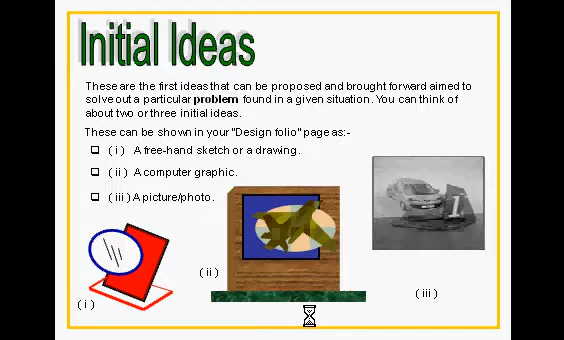 Initial Ideas
These are the first ideas that can be proposed and brought forward aimed to
solve out a particular problem found in a given situation. You can think of
about two or three initial ideas.
These can be shown in your "Design folio" page as:-
( i ) A free-hand sketch or a drawing.
( ii ) A computer graphic.
( iii ) A picture/photo.
1
( ii )
( iii )
( i )